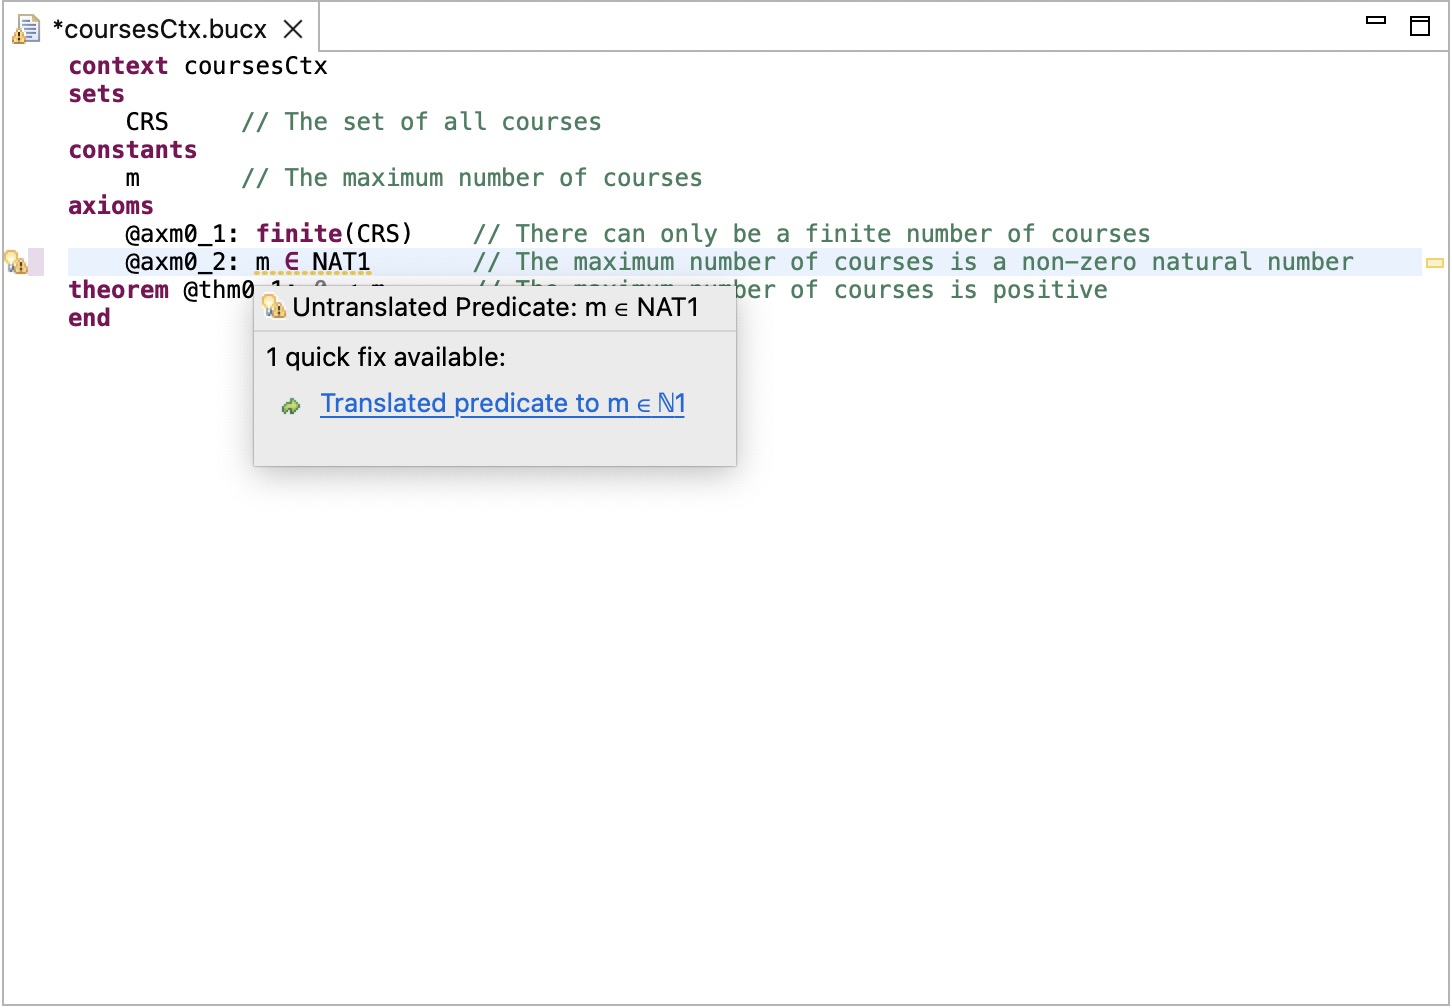 *coursesCtx.bucx
context coursesCtx
sets
CRS // The set of all courses
constants
m // The maximum number of courses
axioms
@axm0_1: finite(CRS) // There can only be a finite number of courses
@axm0_2: m ∈ NAT1 // The maximum number of courses is a non-zero natural number
theorem @thm0 of courses is positive
end
Untranslated Predicate: m ∈ NAT1
1 quick fix available:
Translated predicate to m ∈ ℕ1